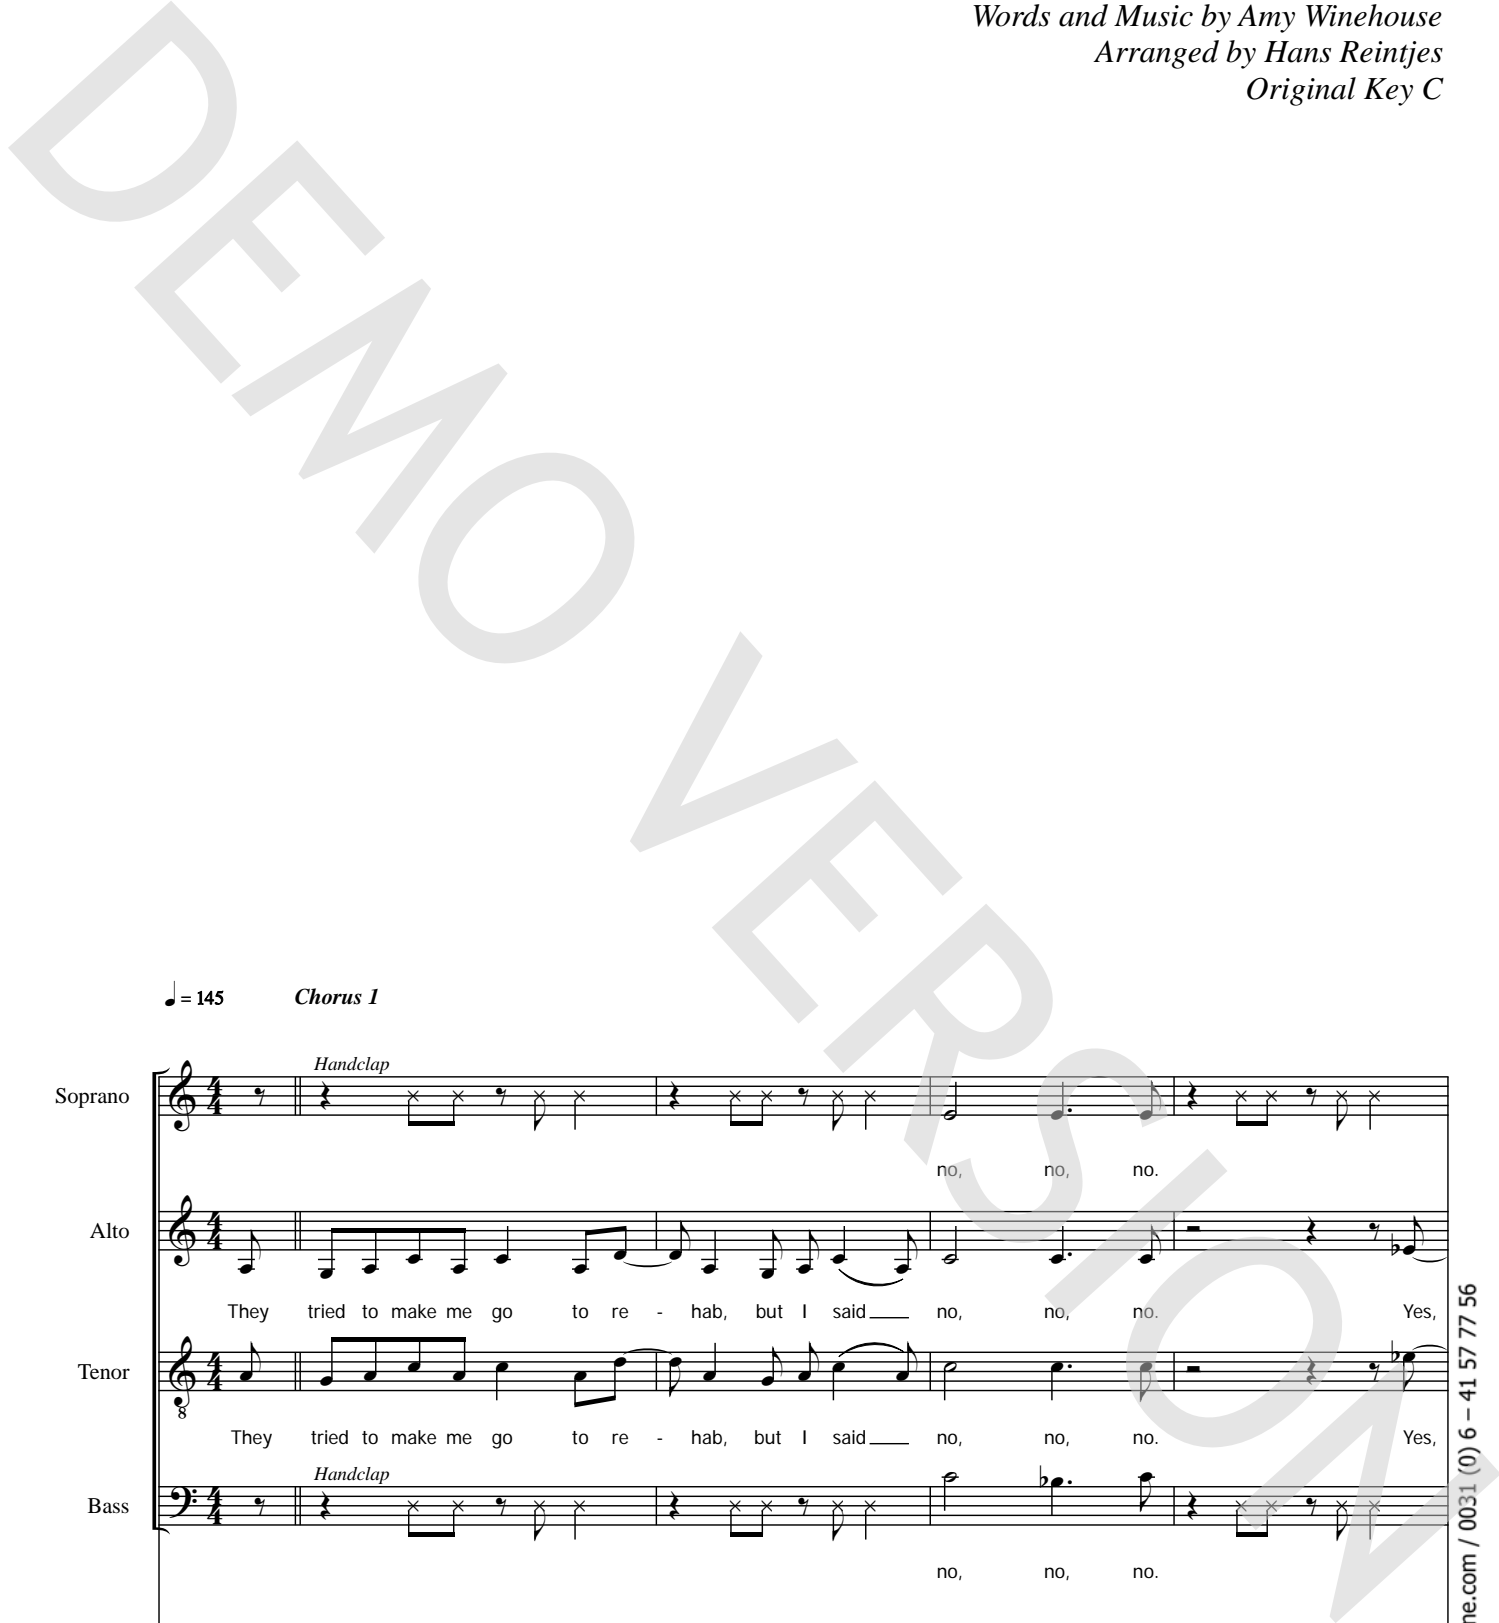 Words and Music by Amy Winehouse
Arranged by Hans Reintjes
Original Key C
DEMO VERSION
= 145 Chorus 1
Handclap
Soprano
no, no, no.
Alto
They tried to make me go to re - hab, but I said no, no, no. Yes,
Tenor
8
They tried to make me go to re - hab, but I said no, no, no. Yes,
Handclap
Bass
no, no, no.
ne.com / 0031 (0) 6 – 41 57 77 56